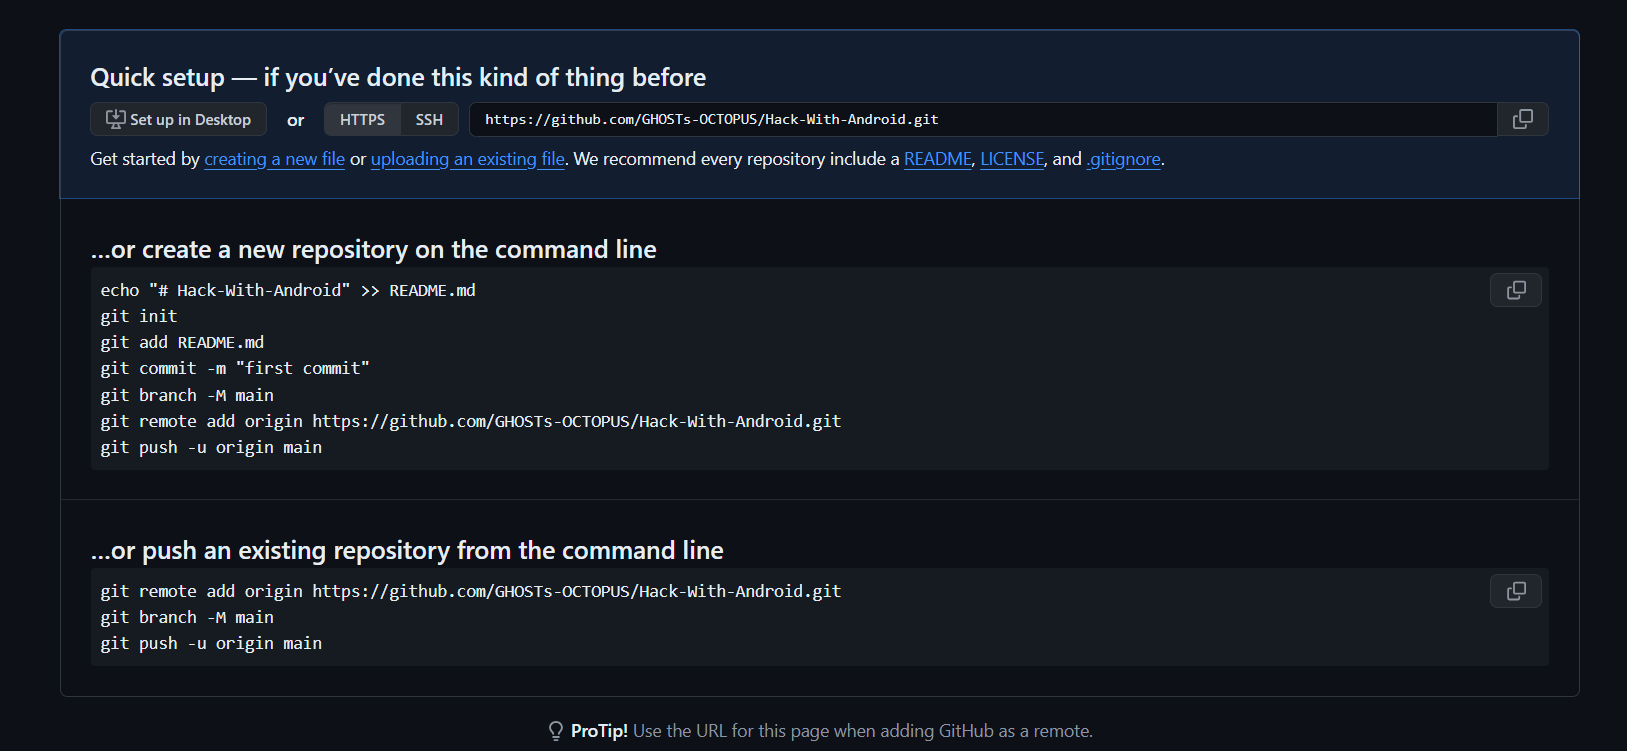 Quick setup — if you’ve done this kind of thing before
Set up in Desktop or HTTPS SSH https://github.com/GHOSTs-OCTOPUS/Hack-With-Android.git
Get started by creating a new file or uploading an existing file. We recommend every repository include a README, LICENSE, and .gitignore.
…or create a new repository on the command line
echo "# Hack-With-Android" >> README.md
git init
git add README.md
git commit -m "first commit"
git branch -M main
git remote add origin https://github.com/GHOSTs-OCTOPUS/Hack-With-Android.git
git push -u origin main
…or push an existing repository from the command line
git remote add origin https://github.com/GHOSTs-OCTOPUS/Hack-With-Android.git
git branch -M main
git push -u origin main
ProTip! Use the URL for this page when adding GitHub as a remote.